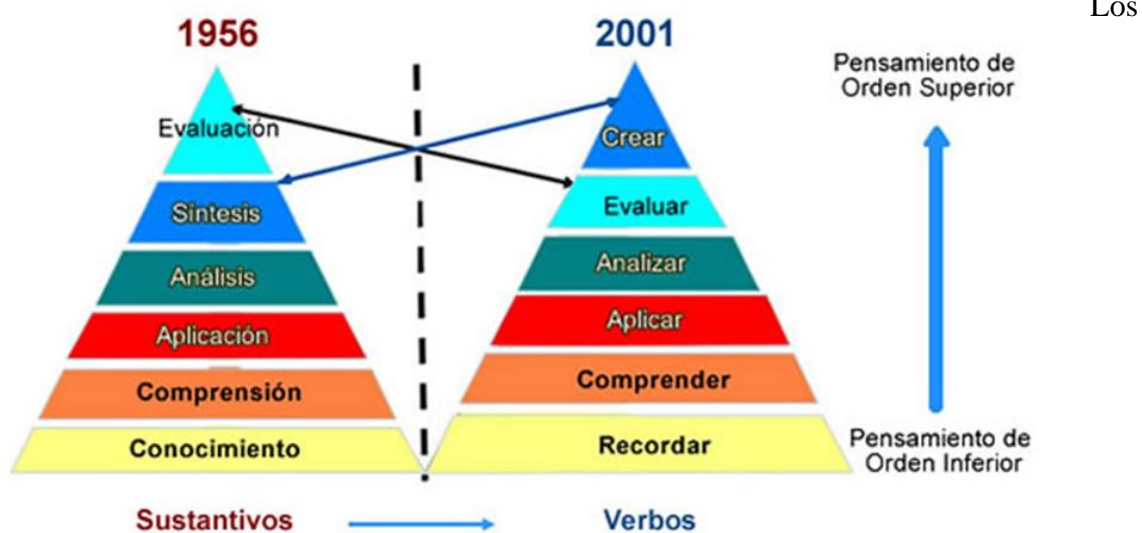 Los
1956
2001
Pensamiento de
Orden Superior
Evaluación
Síntesis
Análisis
Aplicación
Comprensión
Conocimiento
Crear
Evaluar
Analizar
Aplicar
Comprender
Recordar
Pensamiento de
Orden Inferior
Sustantivos
Verbos